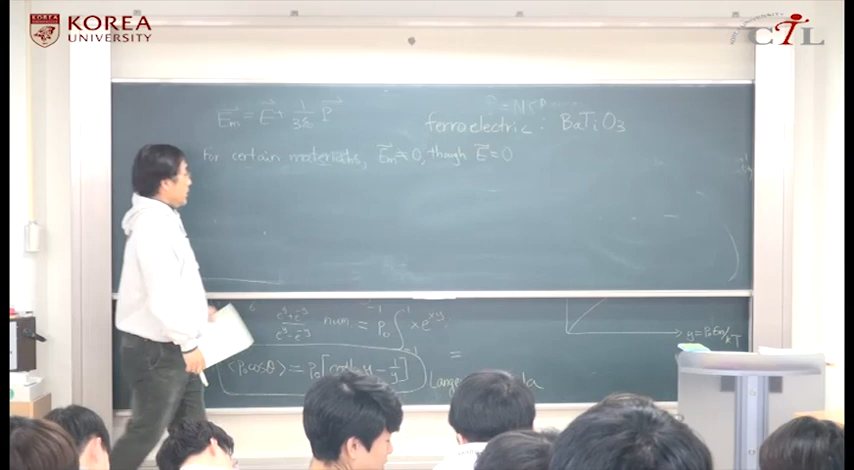 KOREA
UNIVERSITY
CTL
E⃗m = E⃗ + 1/3ε₀ P⃗
ferroelectric : BaTiO3
For certain materials, E⃗m ≠ 0, though E⃗ = 0
e^y + e^-y / e^y - e^-y num. = P₀ ∫ x e^xy
y = P₀Em/kT
⟨P₀cosθ⟩ = P₀[coth y - 1/y]